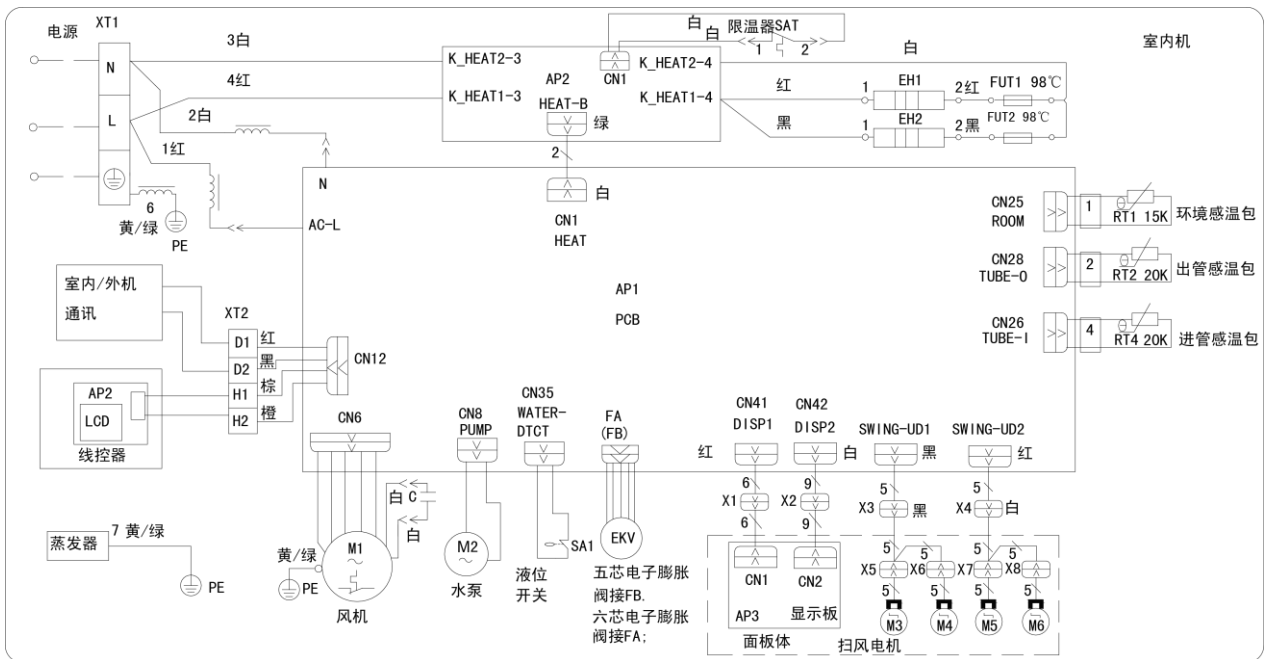 电源
XT1
N
L
3白
4红
2白
1红
6
黄/绿
PE
K_HEAT2-3
K_HEAT1-3
AP2
HEAT-B
绿
CN1
K_HEAT2-4
K_HEAT1-4
白
白
限温器SAT
1
2
白
红
黑
1
EH1
2红
FUT1 98℃
1
EH2
2黑
FUT2 98℃
室内机
2
白
CN1
HEAT
N
AC-L
AP1
PCB
CN25
ROOM
1
RT1 15K
环境感温包
CN28
TUBE-O
2
RT2 20K
出管感温包
CN26
TUBE-I
4
RT4 20K
进管感温包
室内/外机
通讯
XT2
D1
红
D2
黑
H1
棕
H2
橙
CN12
AP2
LCD
线控器
CN6
CN8
PUMP
CN35
WATER-
DTCT
FA
(FB)
CN41
DISP1
CN42
DISP2
SWING-UD1
SWING-UD2
红
白
黑
红
白
C
白
黄/绿
PE
M1
风机
M2
水泵
SA1
液位
开关
EKV
五芯电子膨胀
阀接FB.
六芯电子膨胀
阀接FA;
6
X1
6
9
X2
9
5
X3
黑
5
X4
白
CN1
CN2
AP3
显示板
面板体
5
5
X5
X6
5
5
M3
M4
5
5
X7
X8
5
5
M5
M6
扫风电机
蒸发器
7 黄/绿
PE